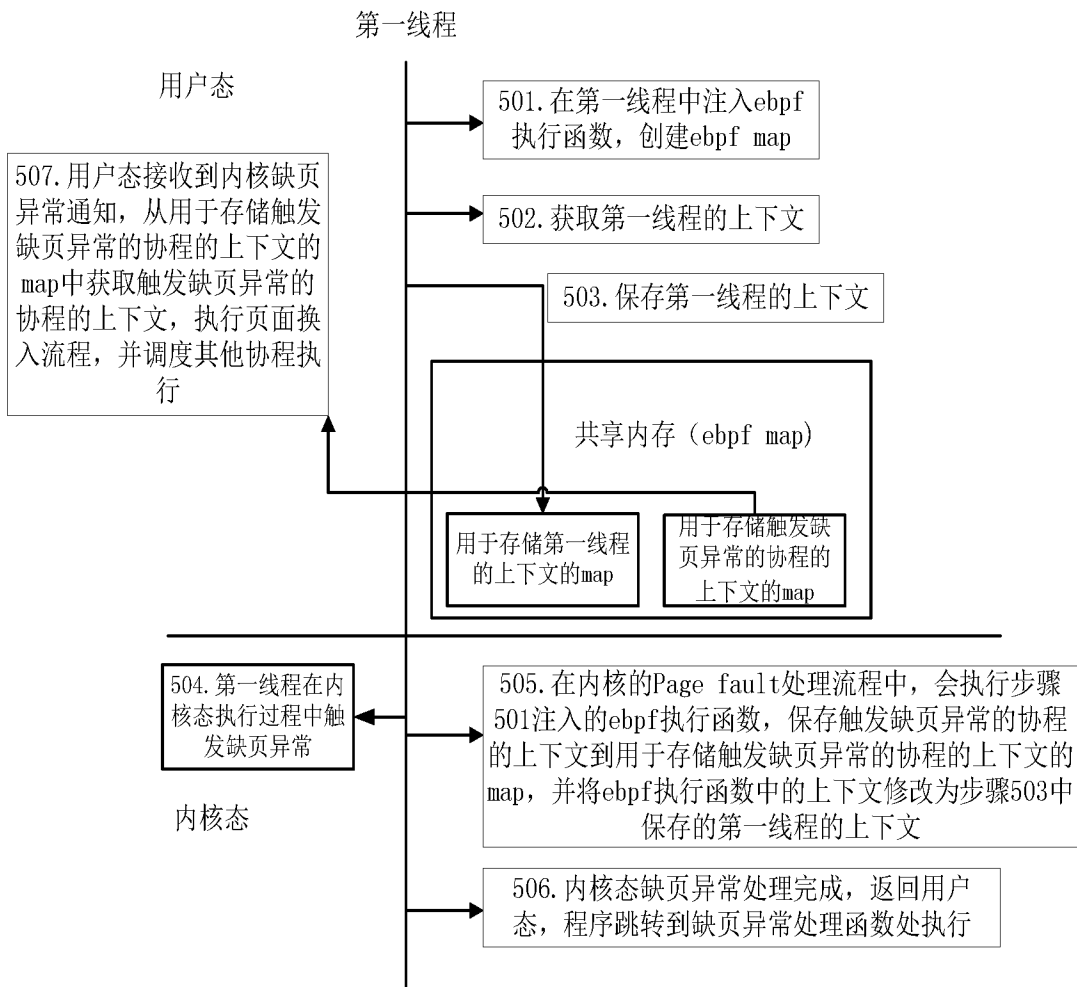 第一线程
用户态
501.在第一线程中注入ebpf
执行函数，创建ebpf map
502.获取第一线程的上下文
503.保存第一线程的上下文
507.用户态接收到内核缺页
异常通知，从用于存储触发
缺页异常的协程的上下文的
map中获取触发缺页异常的
协程的上下文，执行页面换
入流程，并调度其他协程执
行
共享内存（ebpf map)
用于存储第一线程
的上下文的map
用于存储触发缺
页异常的协程的
上下文的map
504.第一线程在内
核态执行过程中触
发缺页异常
505.在内核的Page fault处理流程中，会执行步骤
501注入的ebpf执行函数，保存触发缺页异常的协程
的上下文到用于存储触发缺页异常的协程的上下文的
map，并将ebpf执行函数中的上下文修改为步骤503中
保存的第一线程的上下文
内核态
506.内核态缺页异常处理完成，返回用户
态，程序跳转到缺页异常处理函数处执行